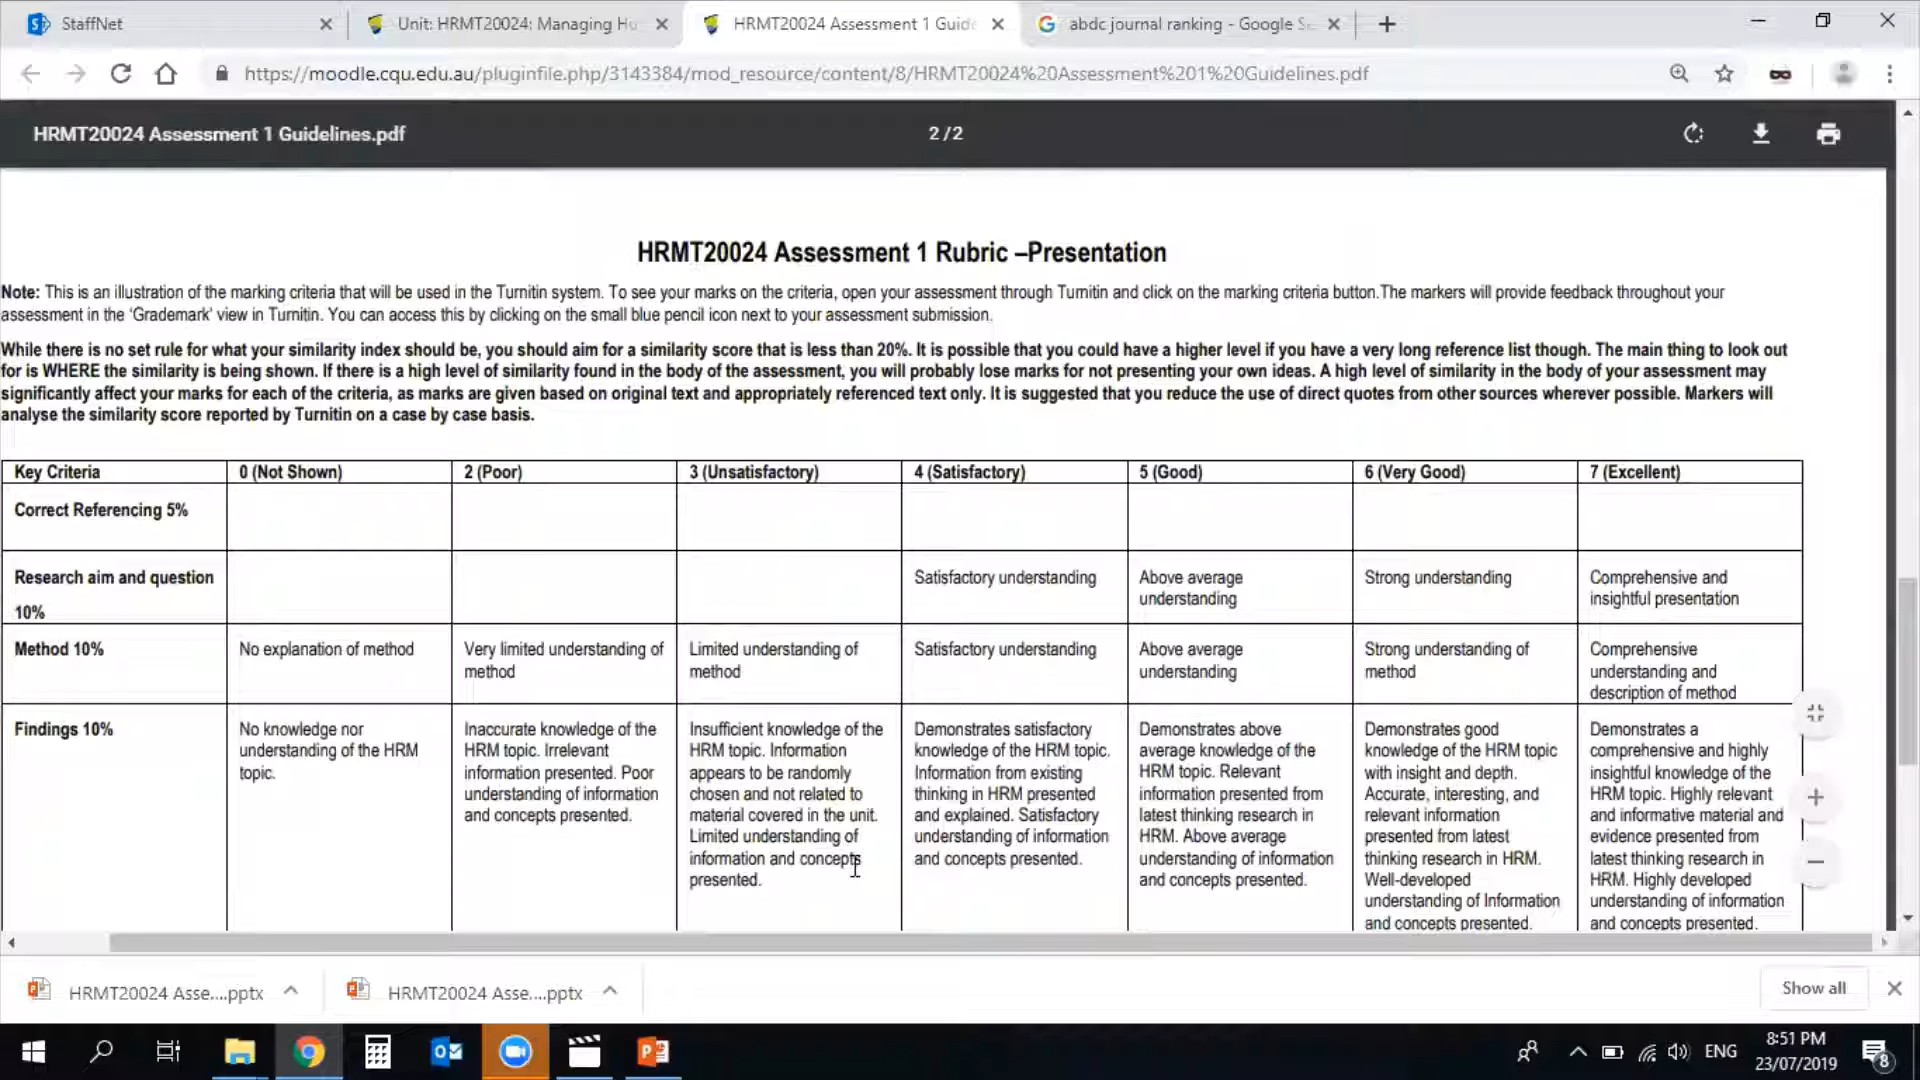 StaffNet
Unit: HRMT20024: Managing Hu
HRMT20024 Assessment 1 Guide
abdc journal ranking - Google Se
https://moodle.cqu.edu.au/pluginfile.php/3143384/mod_resource/content/8/HRMT20024%20Assessment%201%20Guidelines.pdf
HRMT20024 Assessment 1 Guidelines.pdf
2 / 2
HRMT20024 Assessment 1 Rubric –Presentation
Note: This is an illustration of the marking criteria that will be used in the Turnitin system. To see your marks on the criteria, open your assessment through Turnitin and click on the marking criteria button.The markers will provide feedback throughout your
assessment in the ‘Grademark’ view in Turnitin. You can access this by clicking on the small blue pencil icon next to your assessment submission.
While there is no set rule for what your similarity index should be, you should aim for a similarity score that is less than 20%. It is possible that you could have a higher level if you have a very long reference list though. The main thing to look out
for is WHERE the similarity is being shown. If there is a high level of similarity found in the body of the assessment, you will probably lose marks for not presenting your own ideas. A high level of similarity in the body of your assessment may
significantly affect your marks for each of the criteria, as marks are given based on original text and appropriately referenced text only. It is suggested that you reduce the use of direct quotes from other sources wherever possible. Markers will
analyse the similarity score reported by Turnitin on a case by case basis.
Key Criteria
0 (Not Shown)
2 (Poor)
3 (Unsatisfactory)
4 (Satisfactory)
5 (Good)
6 (Very Good)
7 (Excellent)
Correct Referencing 5%
Research aim and question
10%
Satisfactory understanding
Above average
understanding
Strong understanding
Comprehensive and
insightful presentation
Method 10%
No explanation of method
Very limited understanding of
method
Limited understanding of
method
Satisfactory understanding
Above average
understanding
Strong understanding of
method
Comprehensive
understanding and
description of method
Findings 10%
No knowledge nor
understanding of the HRM
topic.
Inaccurate knowledge of the
HRM topic. Irrelevant
information presented. Poor
understanding of information
and concepts presented.
Insufficient knowledge of the
HRM topic. Information
appears to be randomly
chosen and not related to
material covered in the unit.
Limited understanding of
information and concepts
presented.
Demonstrates satisfactory
knowledge of the HRM topic.
Information from existing
thinking in HRM presented
and explained. Satisfactory
understanding of information
and concepts presented.
Demonstrates above
average knowledge of the
HRM topic. Relevant
information presented from
latest thinking research in
HRM. Above average
understanding of information
and concepts presented.
Demonstrates good
knowledge of the HRM topic
with insight and depth.
Accurate, interesting, and
relevant information
presented from latest
thinking research in HRM.
Well-developed
understanding of Information
and concepts presented.
Demonstrates a
comprehensive and highly
insightful knowledge of the
HRM topic. Highly relevant
and informative material and
evidence presented from
latest thinking research in
HRM. Highly developed
understanding of information
and concepts presented.
HRMT20024 Asse....pptx
HRMT20024 Asse....pptx
Show all
ENG
8:51 PM
23/07/2019
8